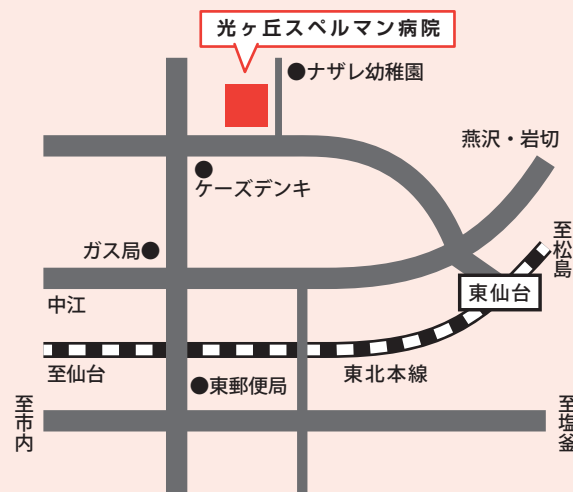 光ヶ丘スペルマン病院
ナザレ幼稚園
燕沢・岩切
ケーズデンキ
至松島
ガス局
東仙台
中江
至仙台
東北本線
東郵便局
至市内
至塩釜